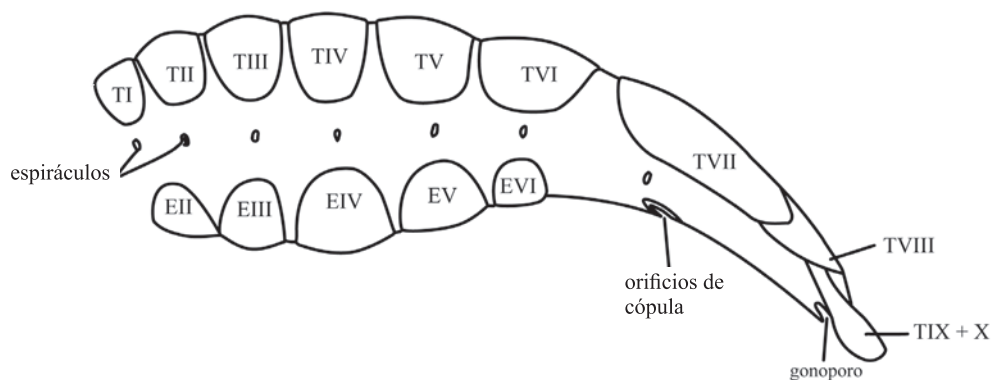 TI
TII
TIII
TIV
TV
TVI
TVII
espiráculos
EII
EIII
EIV
EV
EVI
TVIII
orificios de
cópula
TIX + X
gonoporo